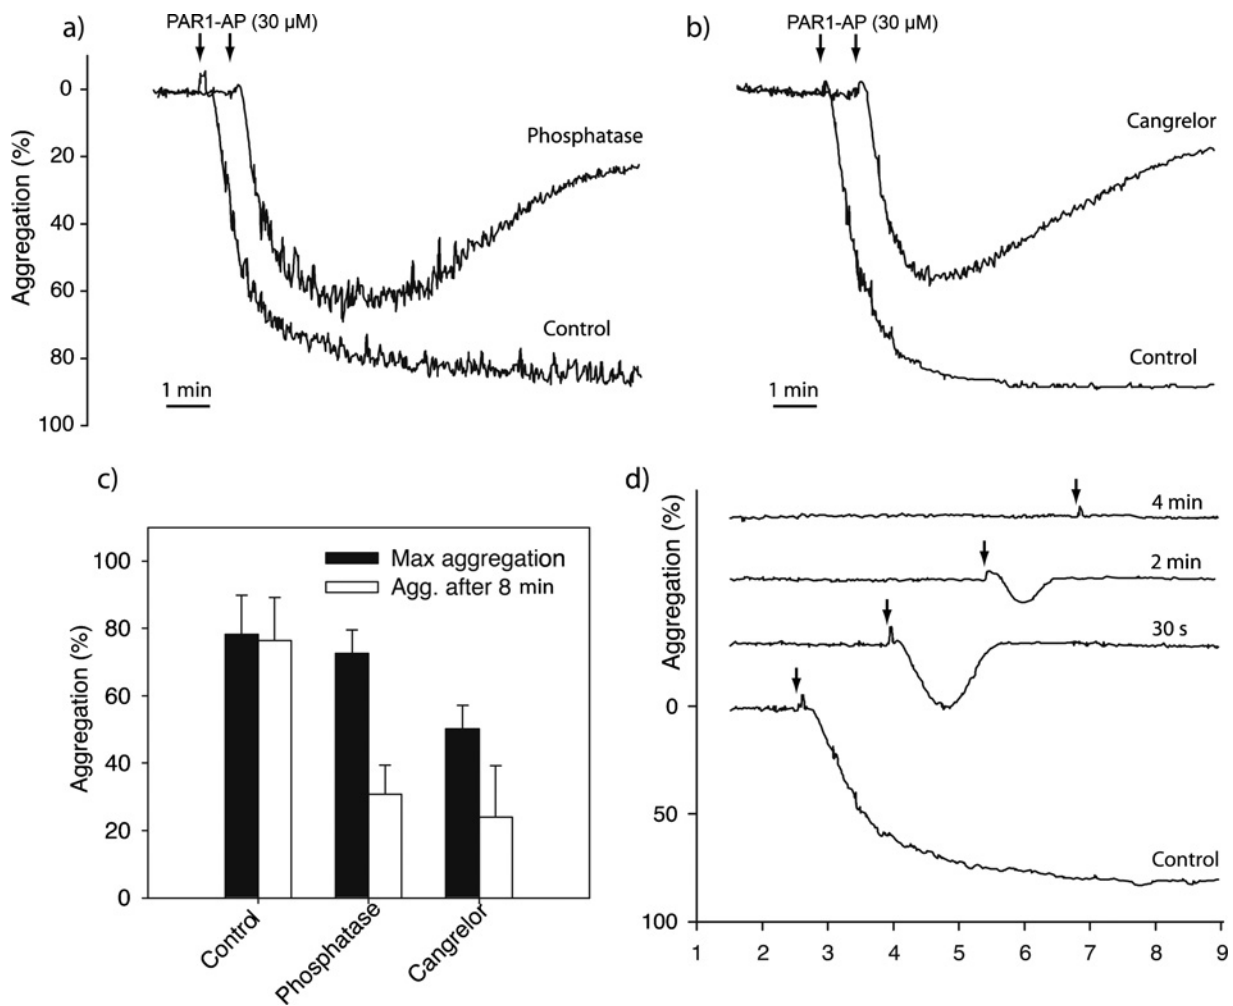 a)
PAR1-AP (30 µM)
0
20
40
60
80
100
Aggregation (%)
Phosphatase
Control
1 min
b)
PAR1-AP (30 µM)
Cangrelor
Control
1 min
c)
100
80
60
40
20
0
Aggregation (%)
Max aggregation
Agg. after 8 min
Control
Phosphatase
Cangrelor
d)
Aggregation (%)
4 min
2 min
30 s
0
50
100
Control
1 2 3 4 5 6 7 8 9